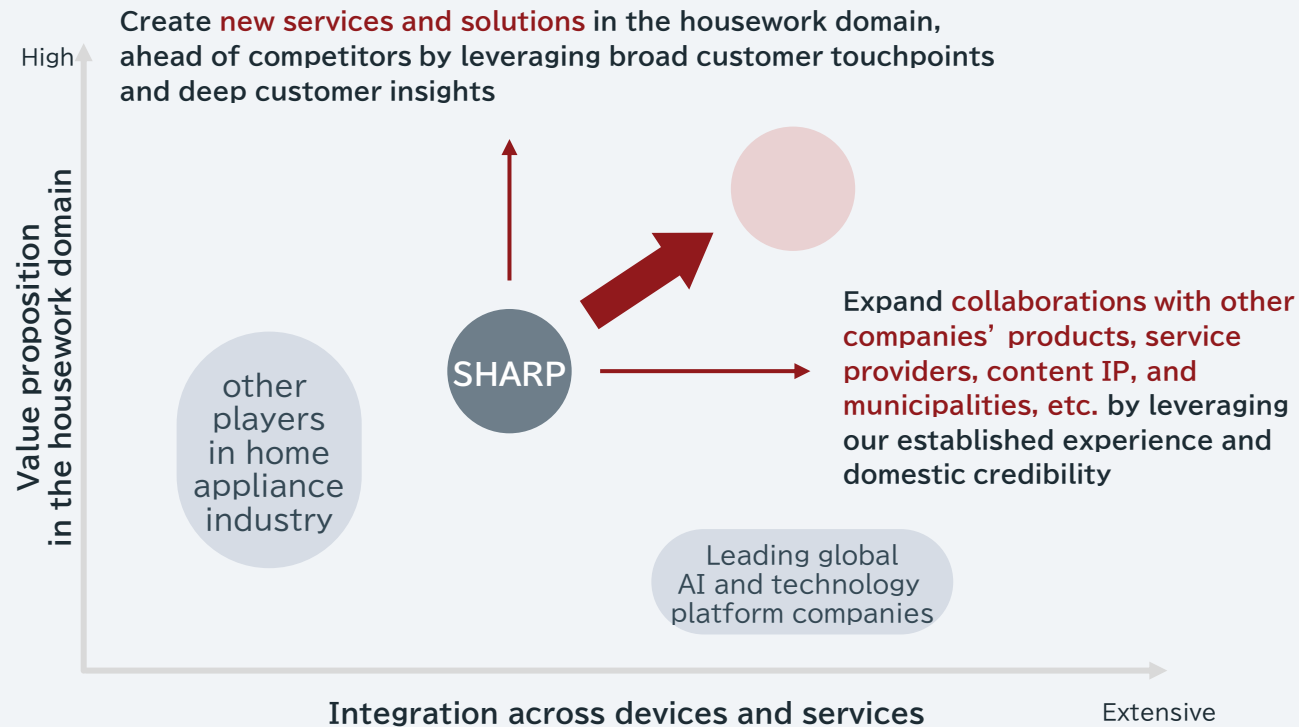 Create new services and solutions in the housework domain,
ahead of competitors by leveraging broad customer touchpoints
and deep customer insights
High
Value proposition
in the housework domain
SHARP
other
players
in home
appliance
industry
Expand collaborations with other
companies’ products, service
providers, content IP, and
municipalities, etc. by leveraging
our established experience and
domestic credibility
Leading global
AI and technology
platform companies
Integration across devices and services
Extensive